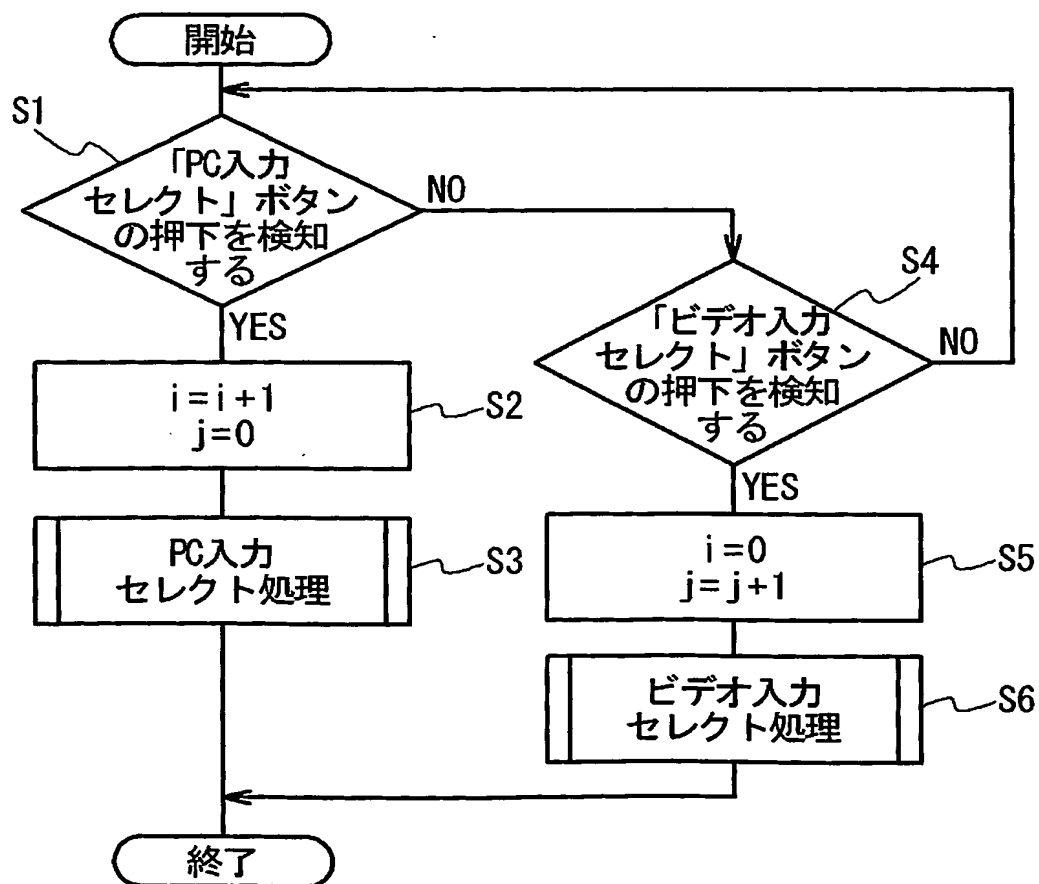 開始
S1
「PC入力
セレクト」ボタン
の押下を検知
する
NO
YES
i=i+1
j=0
S2
PC入力
セレクト処理
S3
S4
「ビデオ入力
セレクト」ボタン
の押下を検知
する
NO
YES
i=0
j=j+1
S5
ビデオ入力
セレクト処理
S6
終了